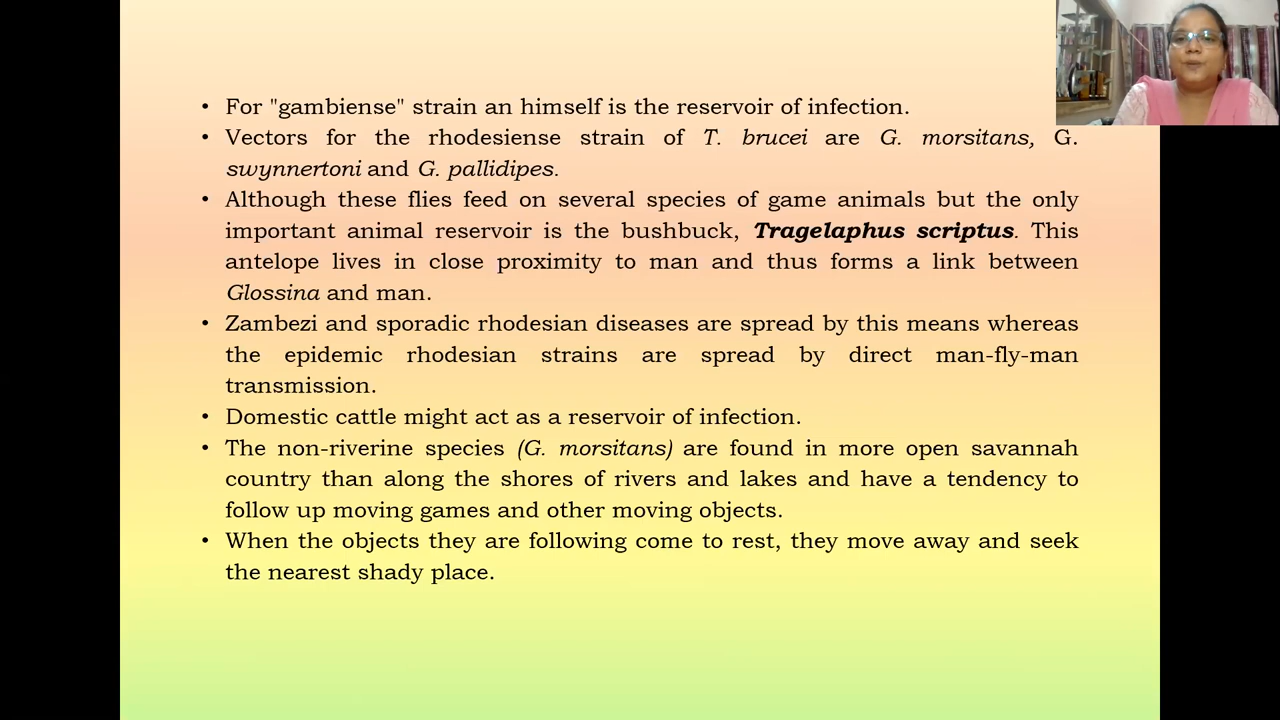 • For "gambiense" strain an himself is the reservoir of infection.
• Vectors for the rhodesiense strain of T. brucei are G. morsitans, G.
swynnertoni and G. pallidipes.
• Although these flies feed on several species of game animals but the only
important animal reservoir is the bushbuck, Tragelaphus scriptus. This
antelope lives in close proximity to man and thus forms a link between
Glossina and man.
• Zambezi and sporadic rhodesian diseases are spread by this means whereas
the epidemic rhodesian strains are spread by direct man-fly-man
transmission.
• Domestic cattle might act as a reservoir of infection.
• The non-riverine species (G. morsitans) are found in more open savannah
country than along the shores of rivers and lakes and have a tendency to
follow up moving games and other moving objects.
• When the objects they are following come to rest, they move away and seek
the nearest shady place.